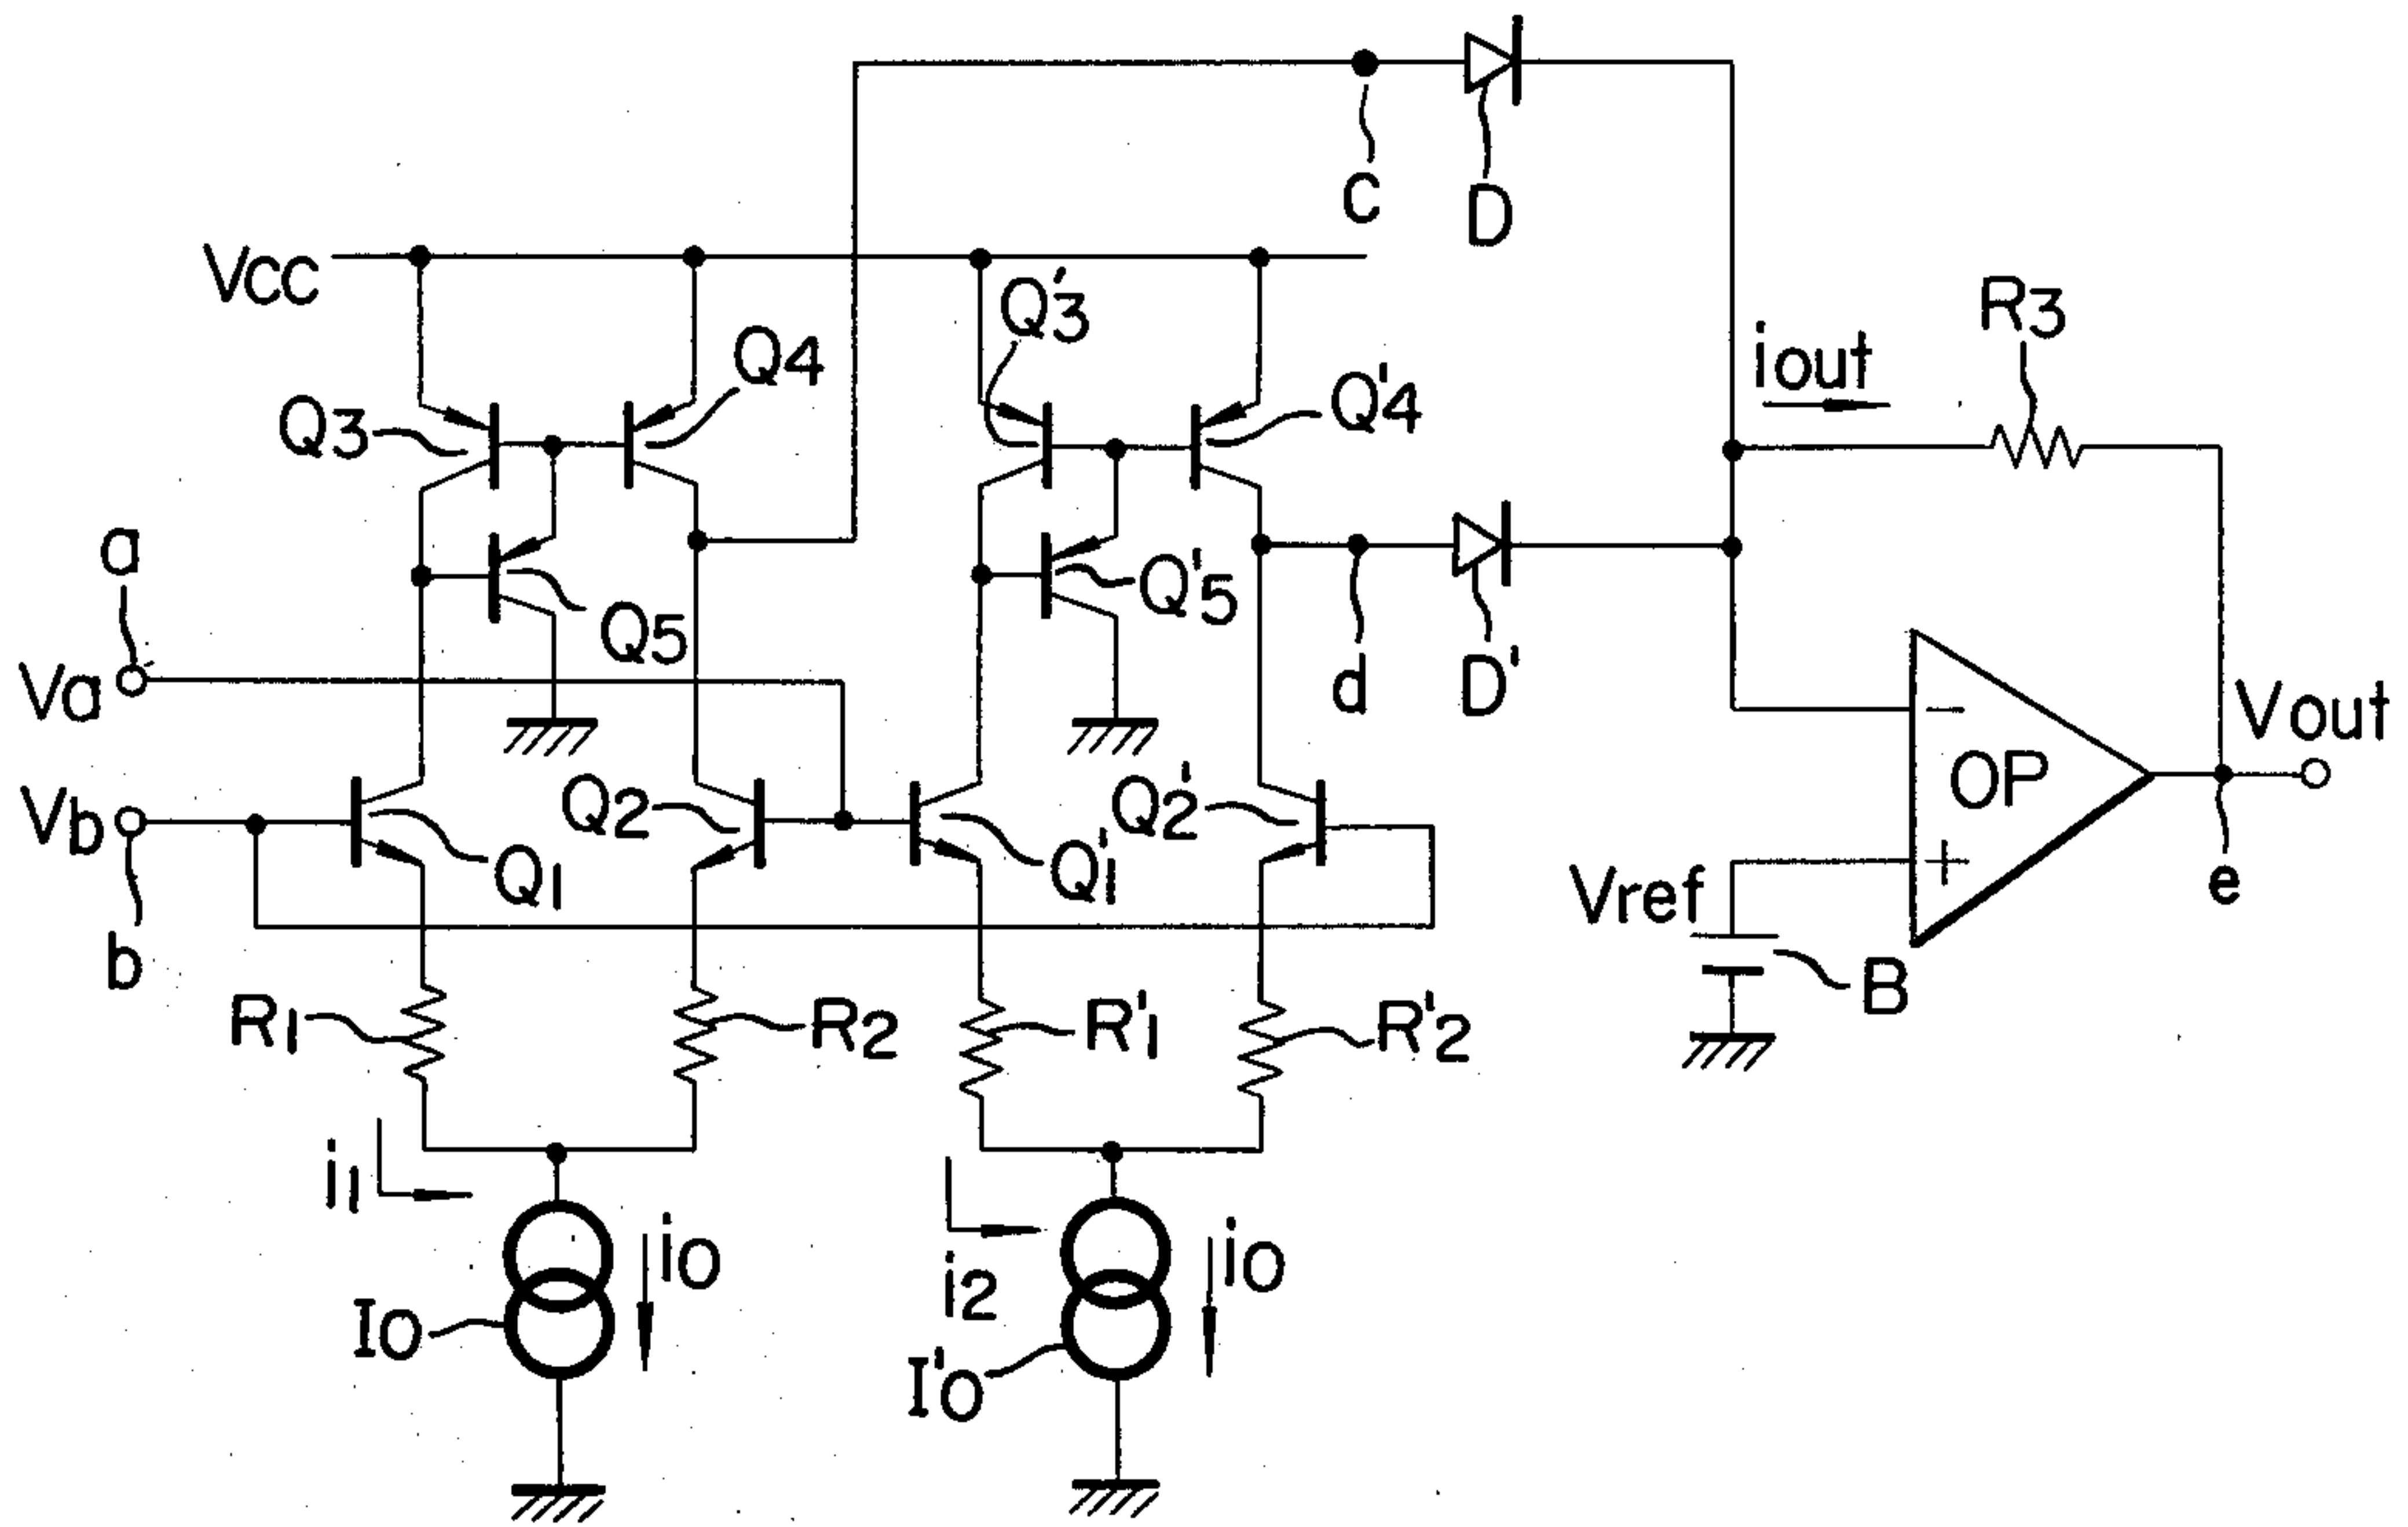 C
D
VCC
Q3
Q4
Q'3
Q'4
iout
R3
a
Q5
Q'5
d
D'
Va
Vb
b
Q1
Q2
Q'1
Q'2
OP
−
+
Vout
e
Vref
B
R1
R2
R'1
R'2
i1
io
Io
i2
io
I'o